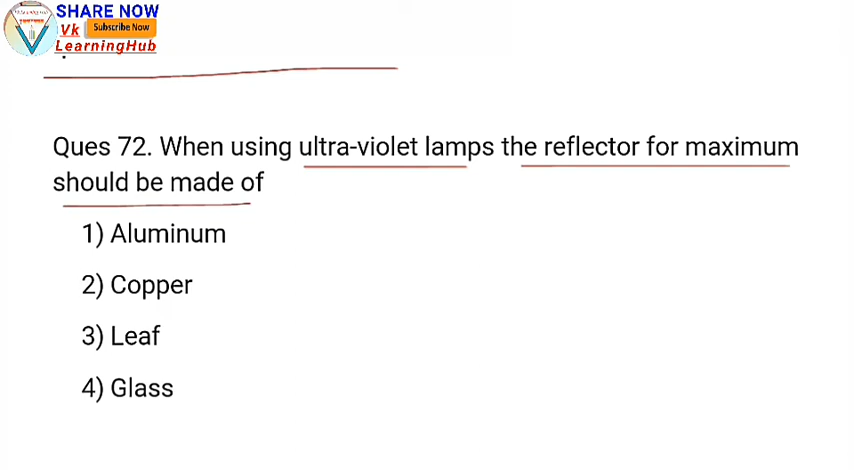 SHARE NOW
Vk Subscribe Now
LearningHub
Ques 72. When using ultra-violet lamps the reflector for maximum
should be made of
1) Aluminum
2) Copper
3) Leaf
4) Glass